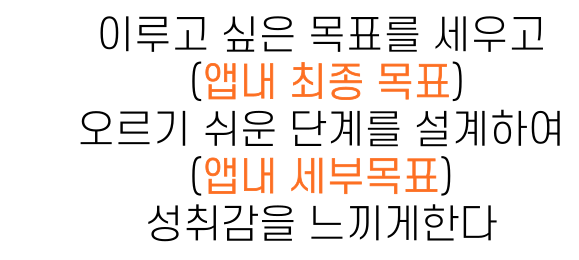 이루고 싶은 목표를 세우고
(앱내 최종 목표)
오르기 쉬운 단계를 설계하여
(앱내 세부목표)
성취감을 느끼게한다